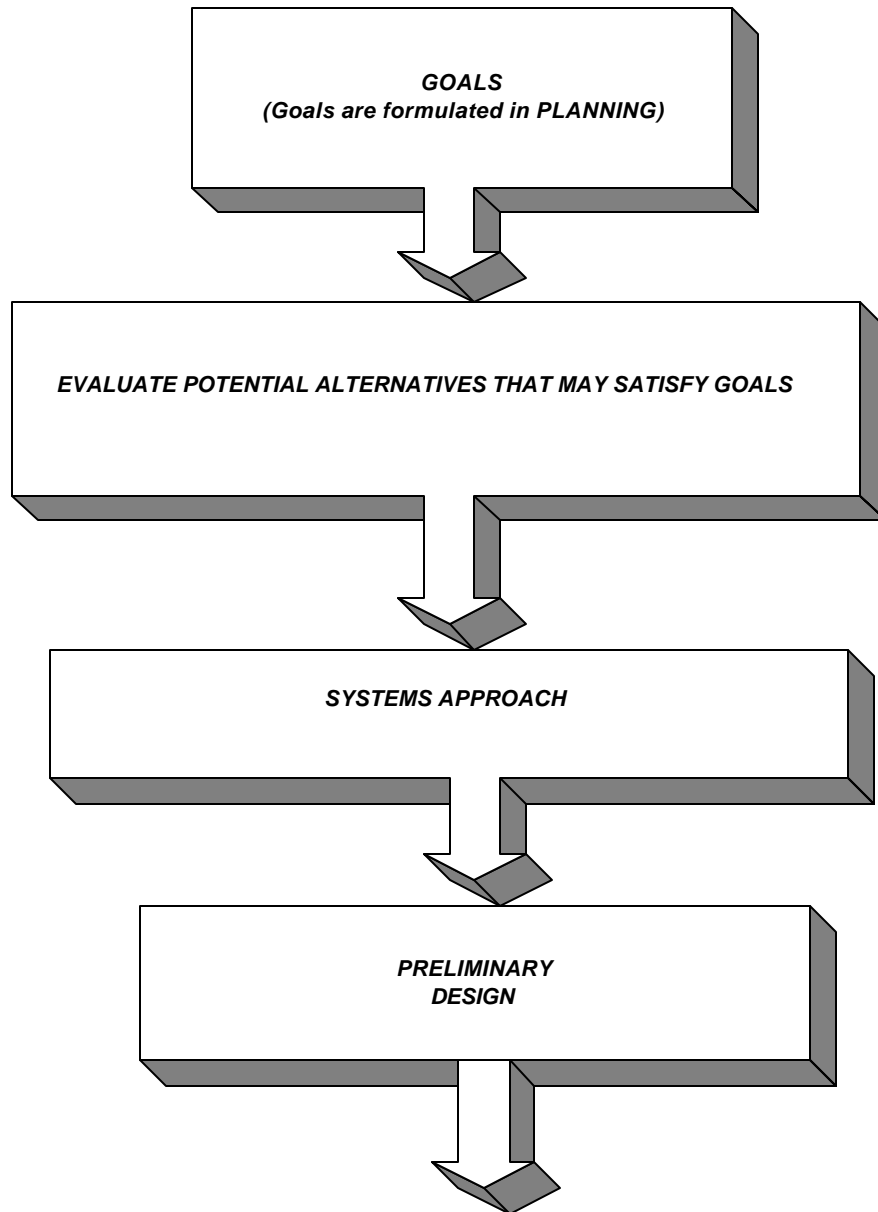 GOALS
(Goals are formulated in PLANNING)
EVALUATE POTENTIAL ALTERNATIVES THAT MAY SATISFY GOALS
SYSTEMS APPROACH
PRELIMINARY
DESIGN